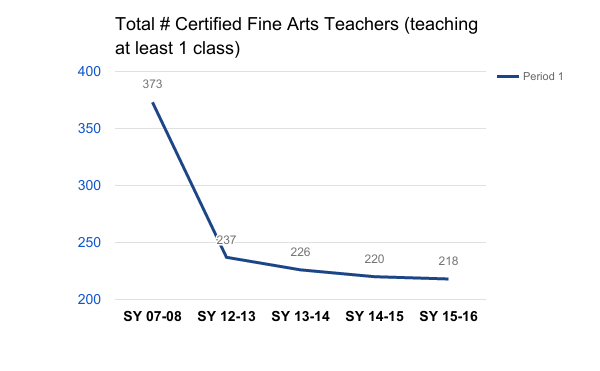 Total # Certified Fine Arts Teachers (teaching
at least 1 class)
400
350
300
250
200
373
237
226
220
218
Period 1
SY 07-08 SY 12-13 SY 13-14 SY 14-15 SY 15-16